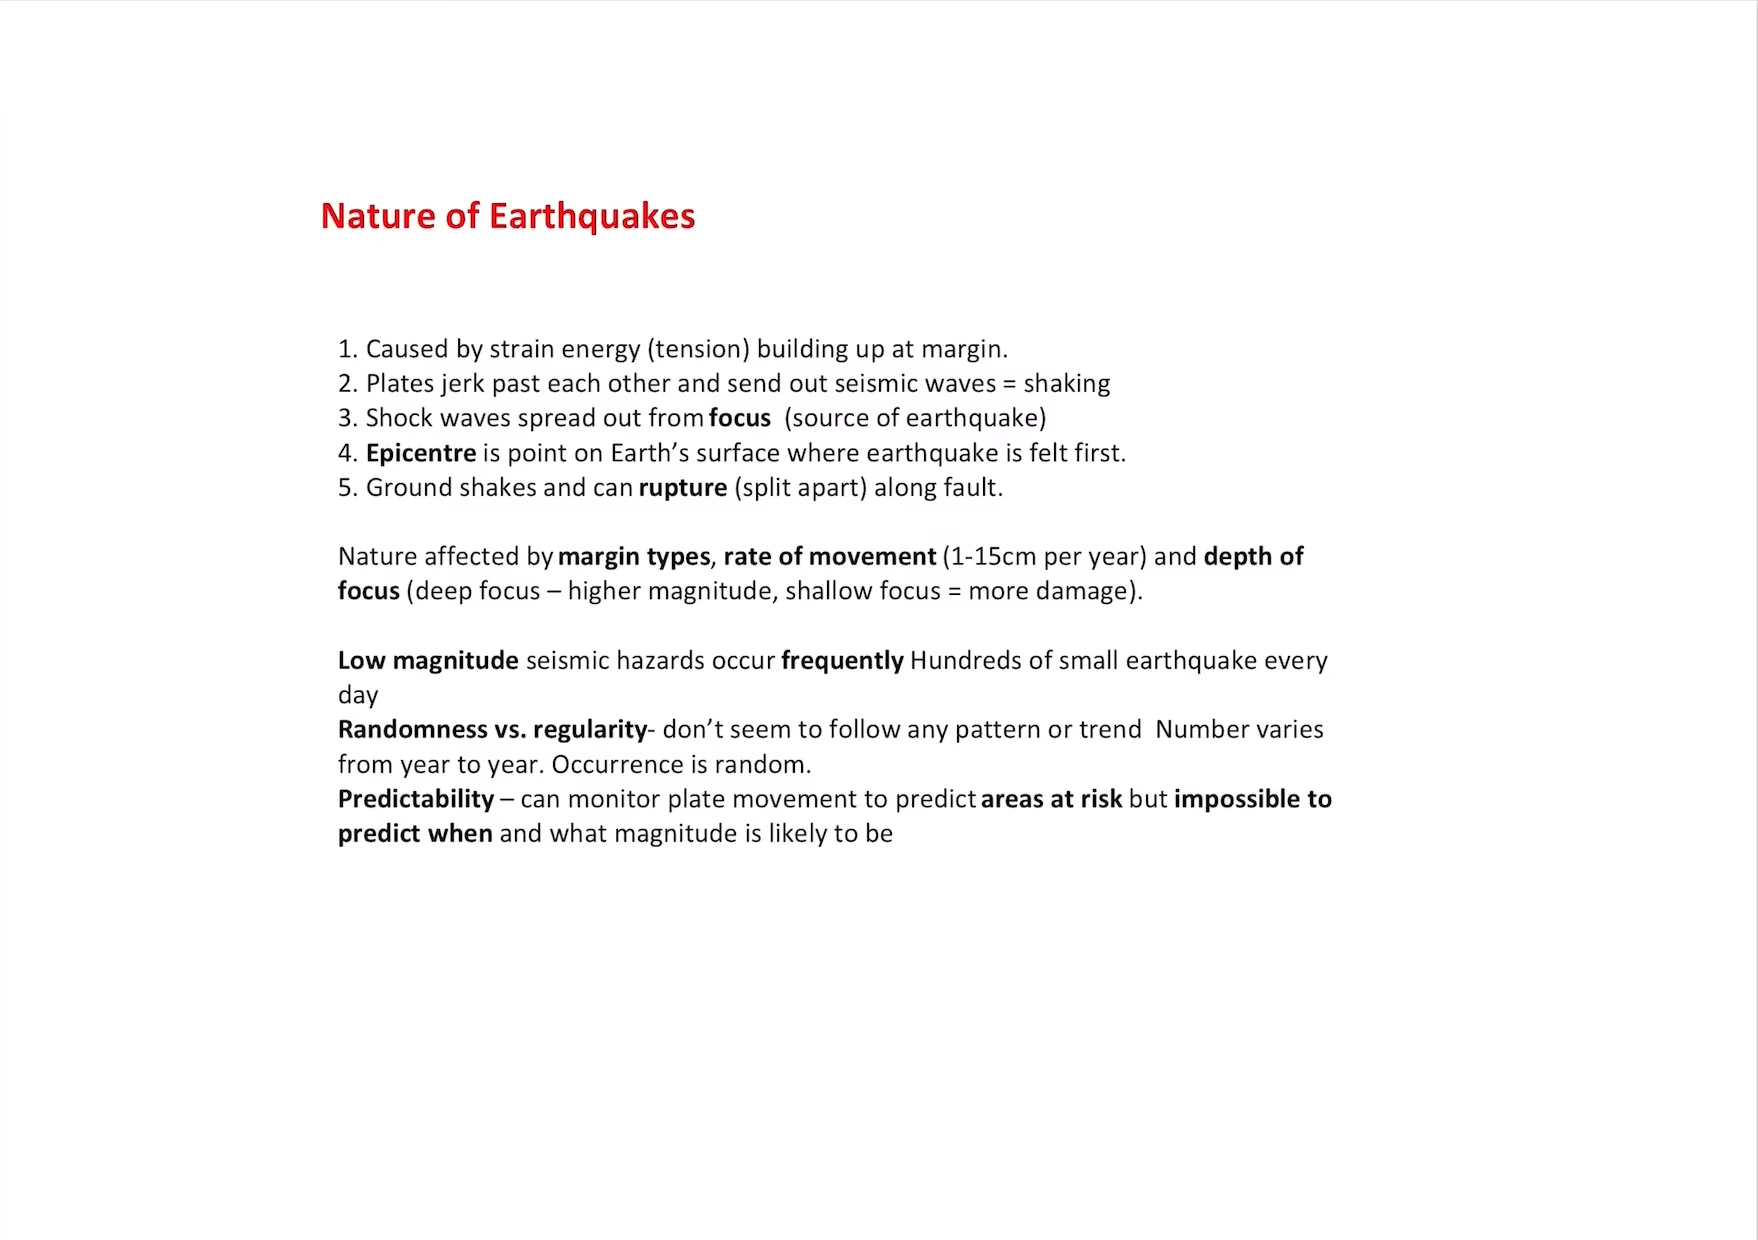 Nature of Earthquakes
1. Caused by strain energy (tension) building up at margin.
2. Plates jerk past each other and send out seismic waves = shaking
3. Shock waves spread out from focus (source of earthquake)
4. Epicentre is point on Earth’s surface where earthquake is felt first.
5. Ground shakes and can rupture (split apart) along fault.
Nature affected by margin types, rate of movement (1-15cm per year) and depth of
focus (deep focus – higher magnitude, shallow focus = more damage).
Low magnitude seismic hazards occur frequently Hundreds of small earthquake every
day
Randomness vs. regularity- don’t seem to follow any pattern or trend Number varies
from year to year. Occurrence is random.
Predictability – can monitor plate movement to predict areas at risk but impossible to
predict when and what magnitude is likely to be